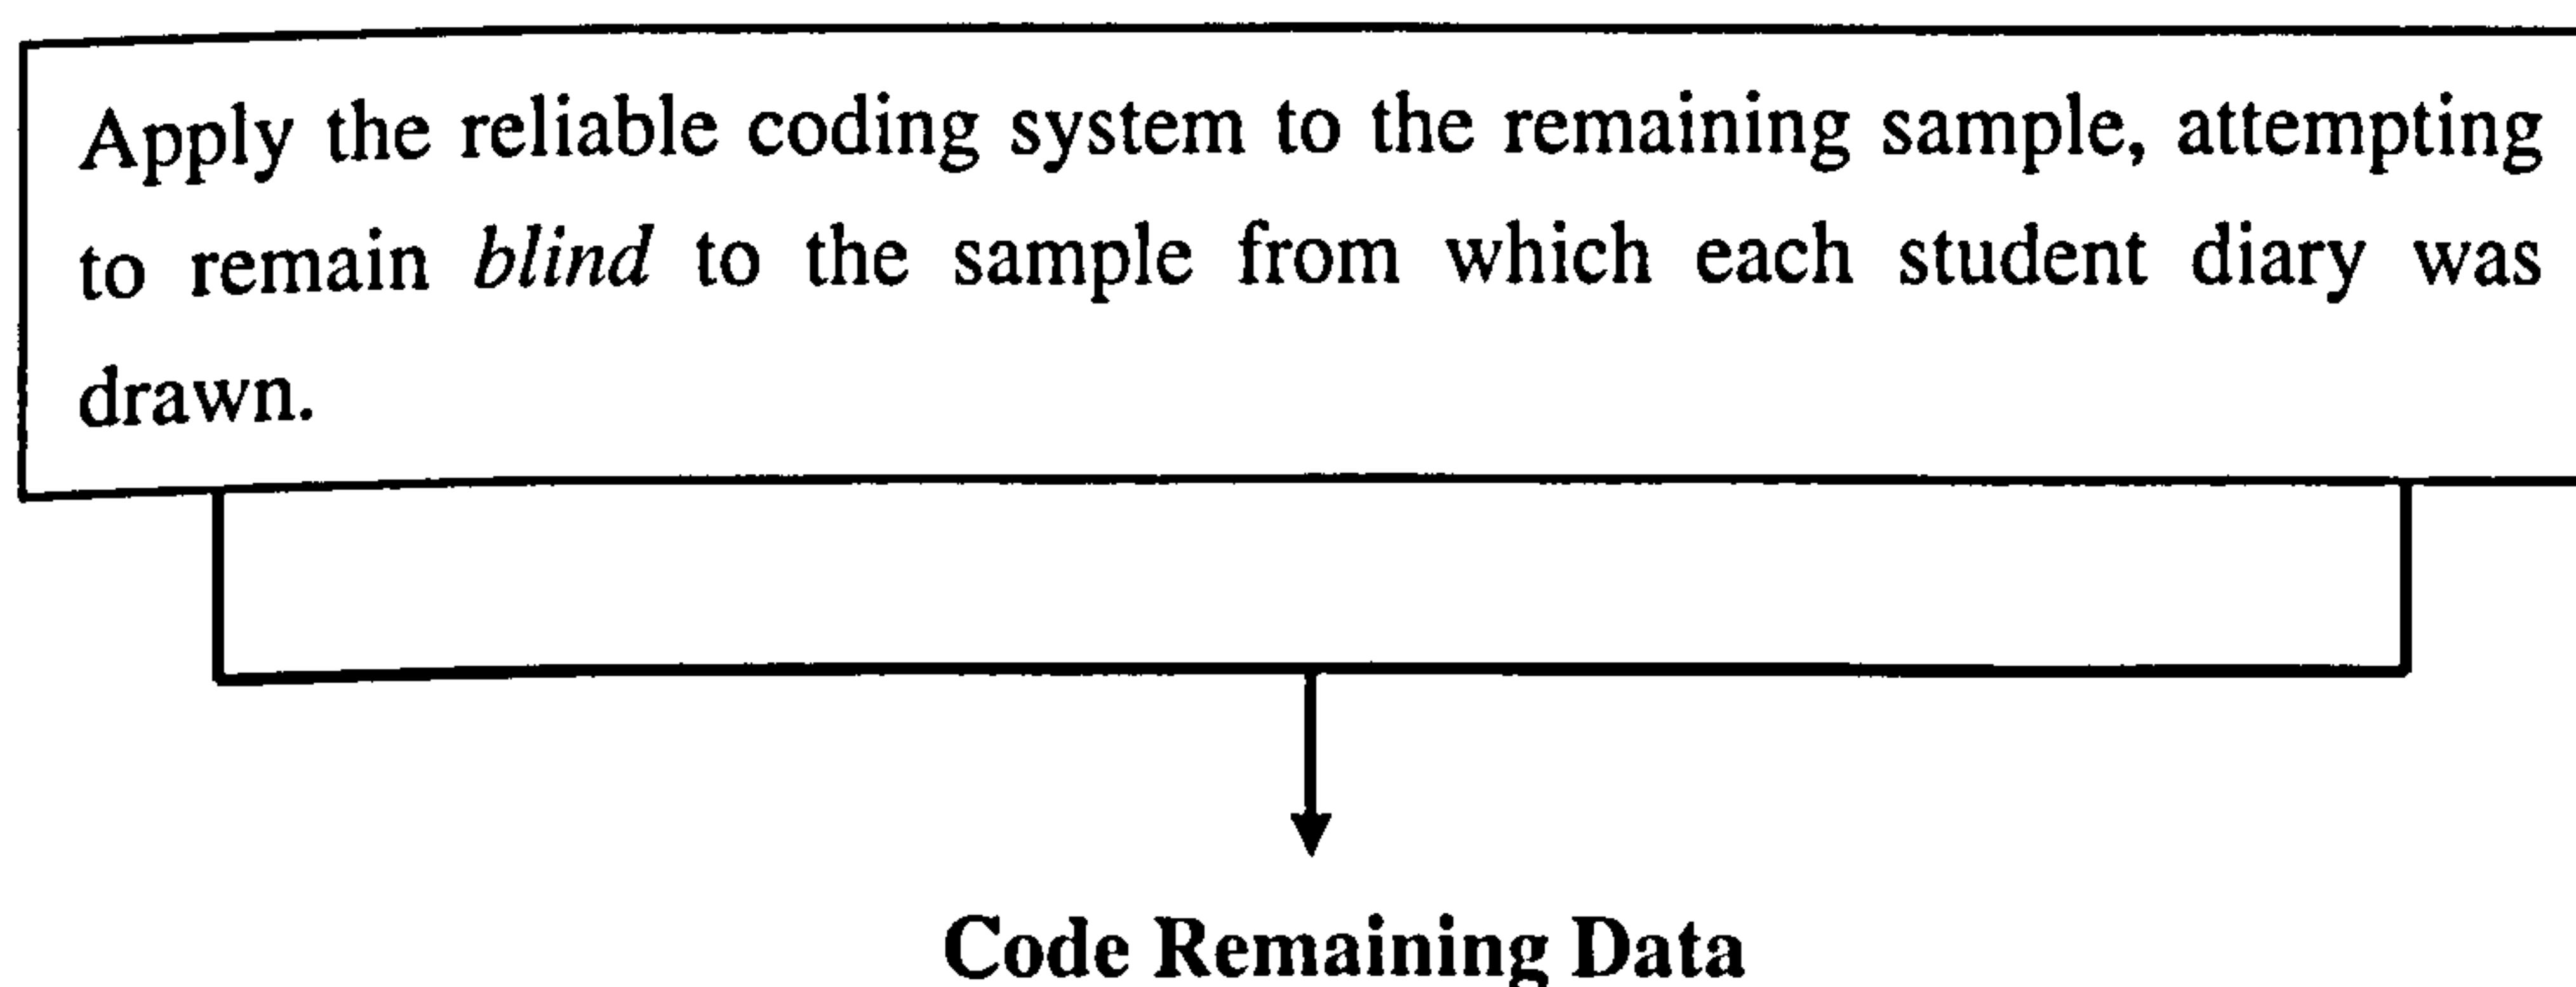 Apply the reliable coding system to the remaining sample, attempting
to remain blind to the sample from which each student diary was
drawn.
Code Remaining Data